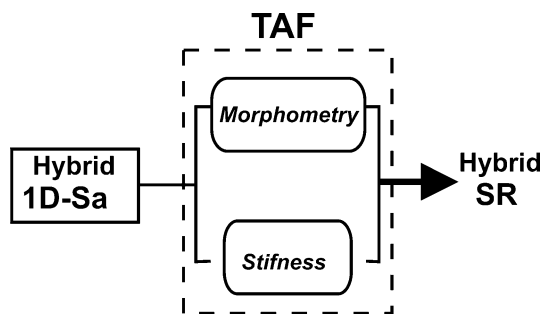 TAF
Morphometry
Hybrid
1D-Sa
Hybrid
SR
Stifness